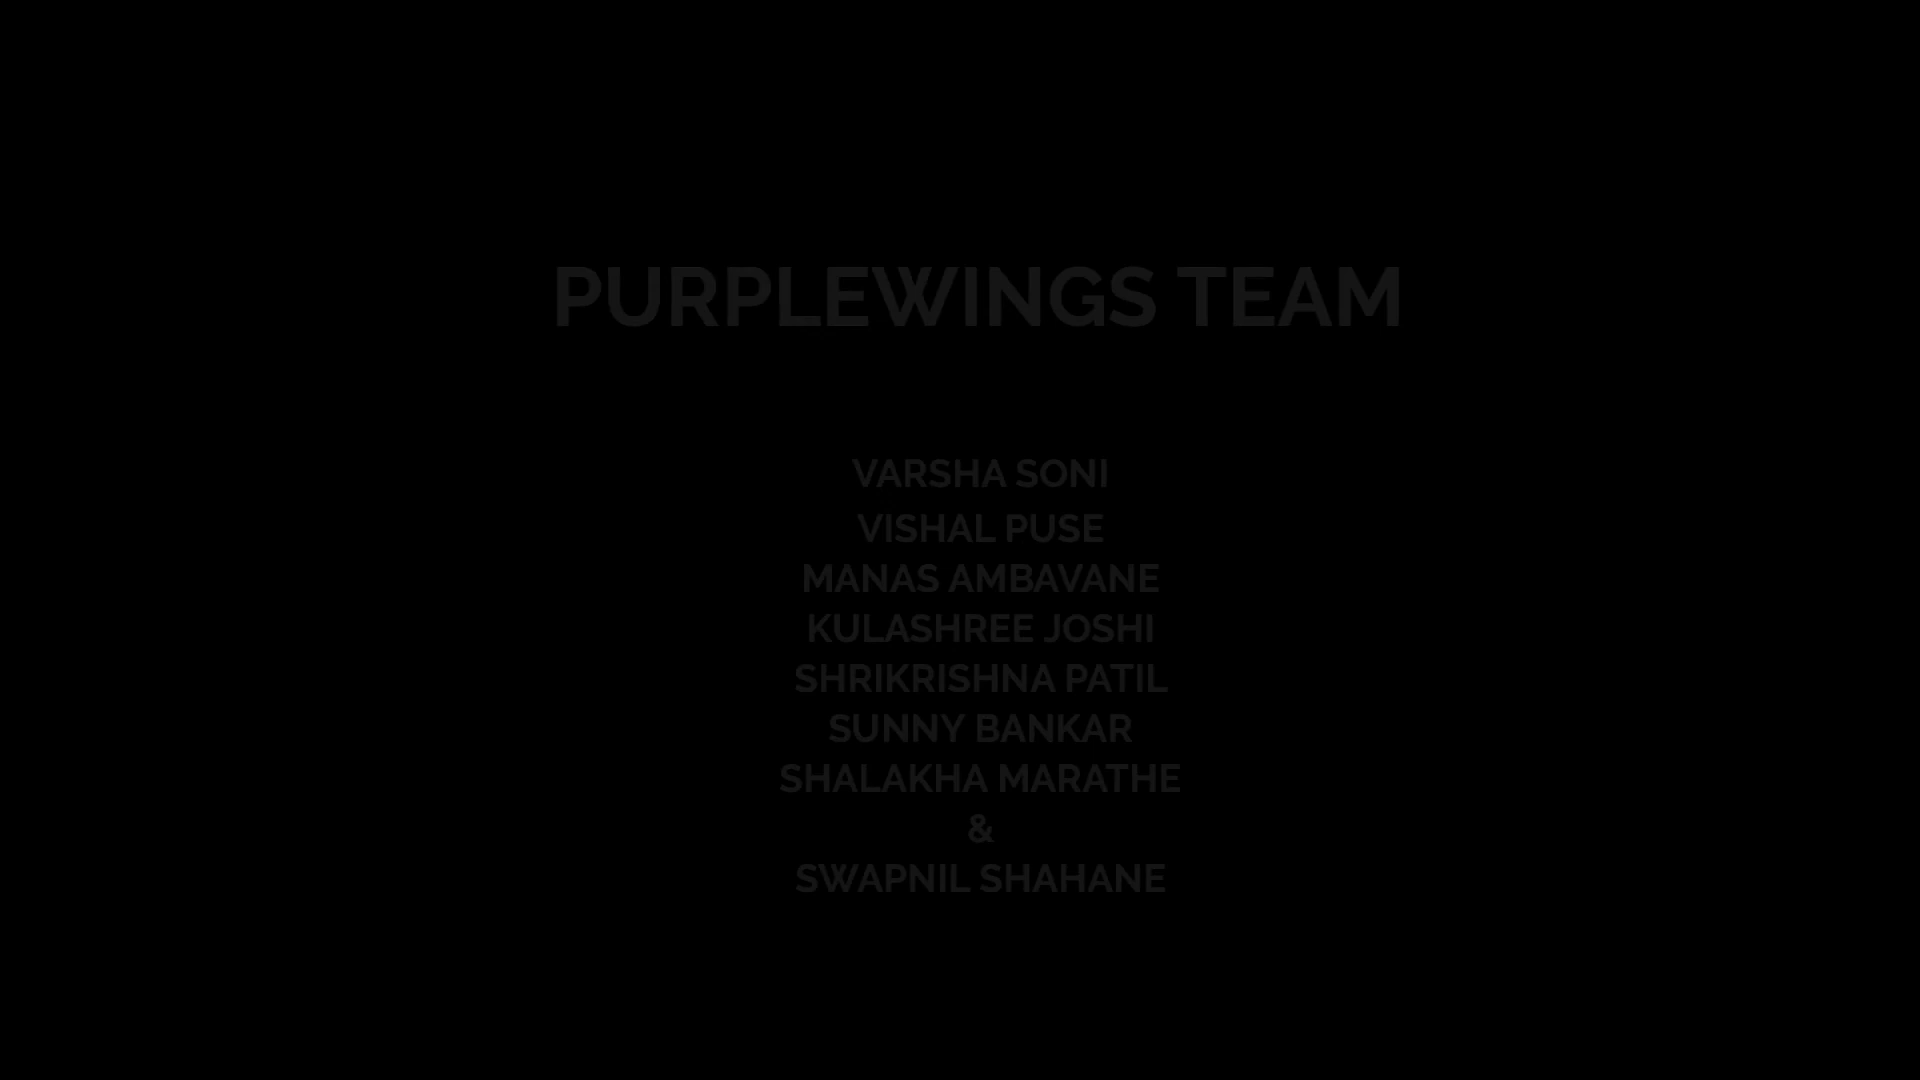 PURPLEWINGS TEAM
VARSHA SONI
VISHAL PUSE
MANAS AMBAVANE
KULASHREE JOSHI
SHRIKRISHNA PATIL
SUNNY BANKAR
SHALAKHA MARATHE
&
SWAPNIL SHAHANE